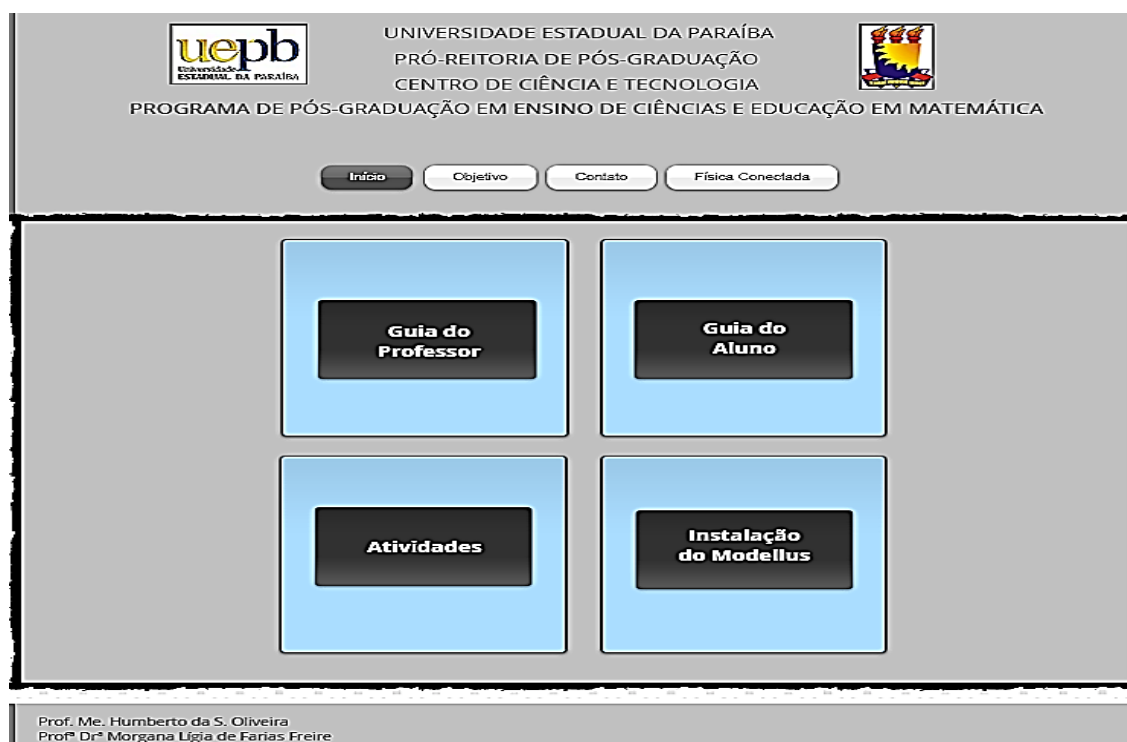 uepb
Universidade
ESTADUAL DA PARAÍBA
UNIVERSIDADE ESTADUAL DA PARAÍBA
PRÓ-REITORIA DE PÓS-GRADUAÇÃO
CENTRO DE CIÊNCIA E TECNOLOGIA
PROGRAMA DE PÓS-GRADUAÇÃO EM ENSINO DE CIÊNCIAS E EDUCAÇÃO EM MATEMÁTICA
Início Objetivo Contato Física Conectada
Guia do
Professor
Guia do
Aluno
Atividades
Instalação
do Modellus
Prof. Me. Humberto da S. Oliveira
Profª Drª Morgana Lígia de Farias Freire